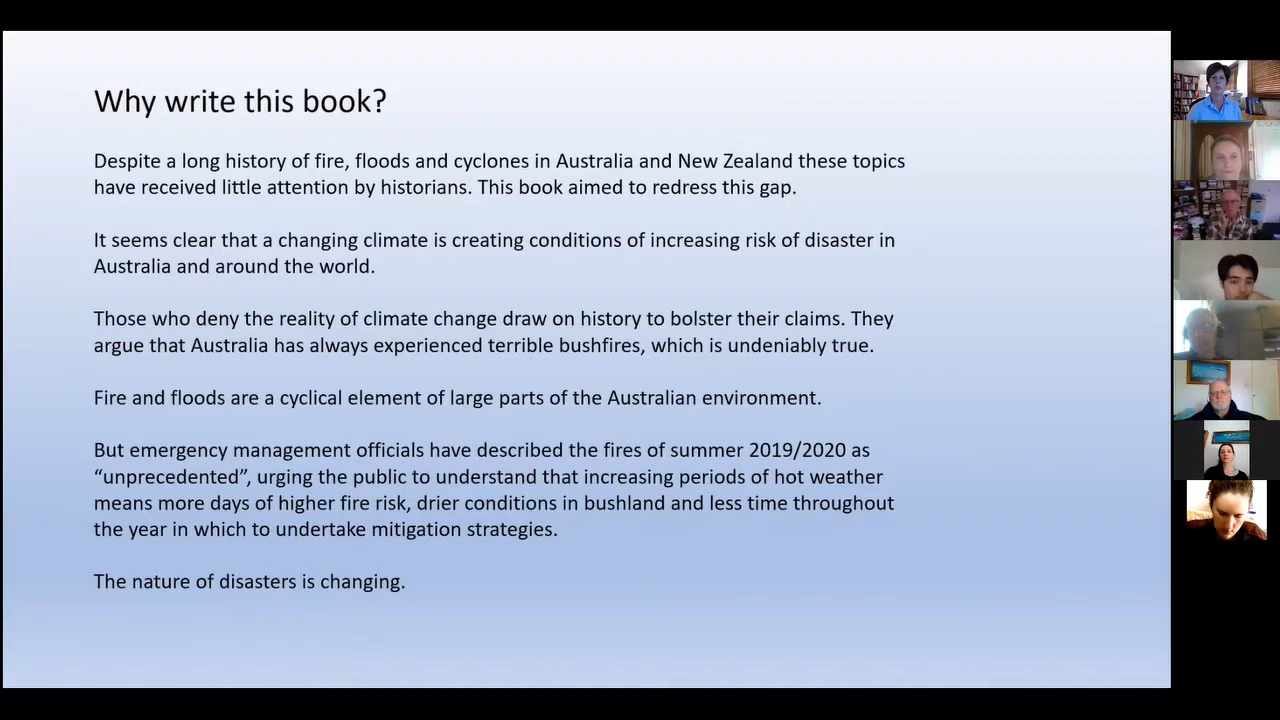 Why write this book?
Despite a long history of fire, floods and cyclones in Australia and New Zealand these topics
have received little attention by historians. This book aimed to redress this gap.
It seems clear that a changing climate is creating conditions of increasing risk of disaster in
Australia and around the world.
Those who deny the reality of climate change draw on history to bolster their claims. They
argue that Australia has always experienced terrible bushfires, which is undeniably true.
Fire and floods are a cyclical element of large parts of the Australian environment.
But emergency management officials have described the fires of summer 2019/2020 as
“unprecedented”, urging the public to understand that increasing periods of hot weather
means more days of higher fire risk, drier conditions in bushland and less time throughout
the year in which to undertake mitigation strategies.
The nature of disasters is changing.